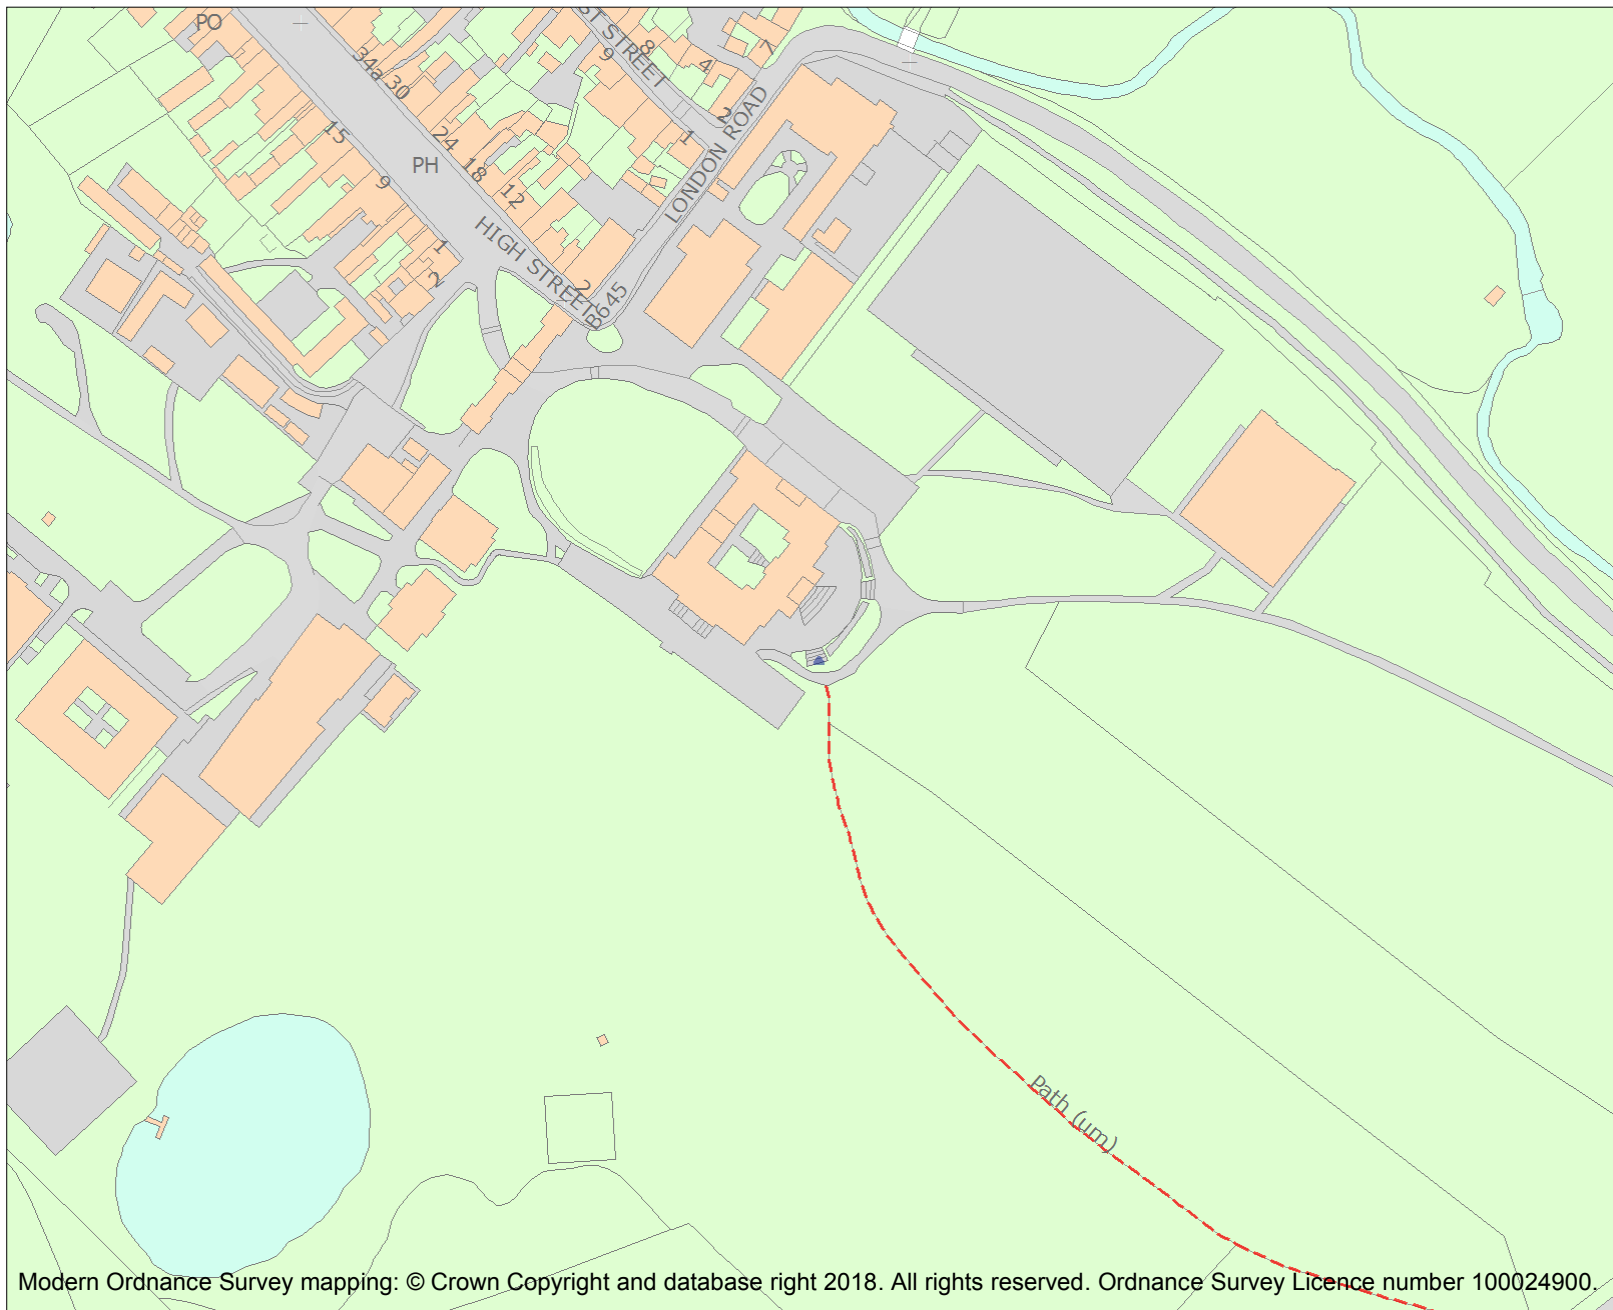 PO
ST STREET
8
9
4
7
34a
30
2
15
24
1
LONDON ROAD
PH
18
9
12
HIGH STREET
1
2
2
B645
Path (um)
Modern Ordnance Survey mapping: © Crown Copyright and database right 2018. All rights reserved. Ordnance Survey Licence number 100024900.